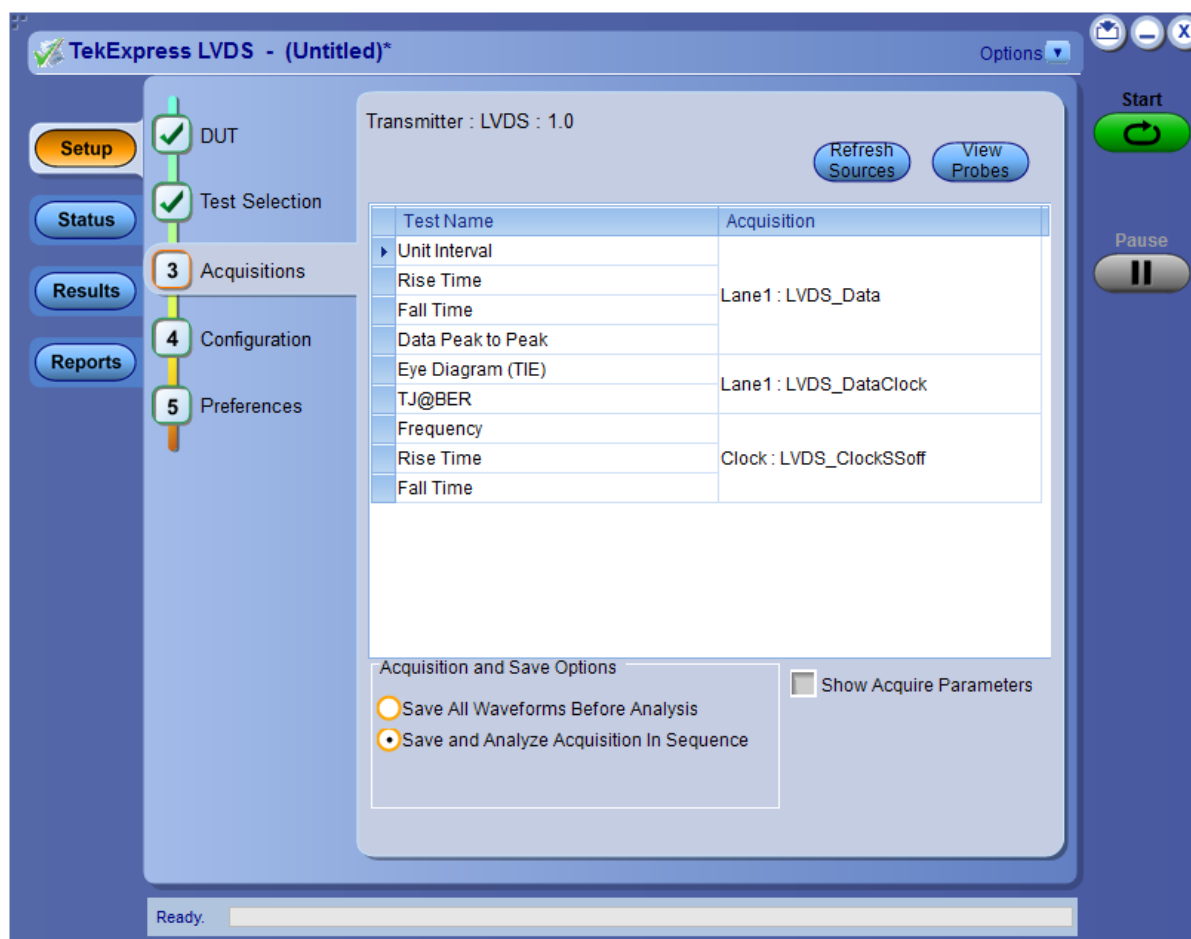 TekExpress LVDS - (Untitled)*
Options
X
Start
Pause
Setup
Status
Results
Reports
DUT
Test Selection
3 Acquisitions
4 Configuration
5 Preferences
Transmitter : LVDS : 1.0
Refresh
Sources
View
Probes
Test Name Acquisition
Unit Interval
Rise Time
Fall Time
Data Peak to Peak
Lane1 : LVDS_Data
Eye Diagram (TIE)
TJ@BER
Lane1 : LVDS_DataClock
Frequency
Rise Time
Fall Time
Clock : LVDS_ClockSSoff
Acquisition and Save Options
Save All Waveforms Before Analysis
Save and Analyze Acquisition In Sequence
Show Acquire Parameters
Ready.